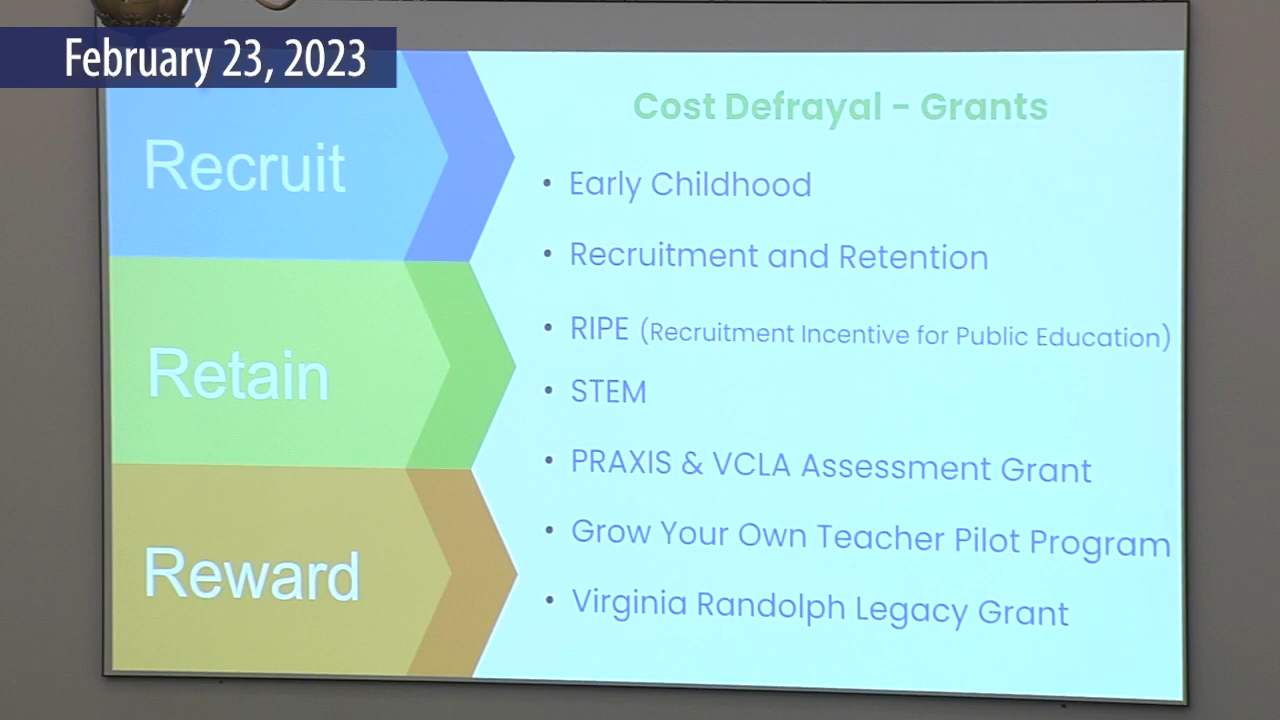 February 23, 2023
Recruit
Retain
Reward
Cost Defrayal - Grants
• Early Childhood
• Recruitment and Retention
• RIPE (Recruitment Incentive for Public Education)
• STEM
• PRAXIS & VCLA Assessment Grant
• Grow Your Own Teacher Pilot Program
• Virginia Randolph Legacy Grant